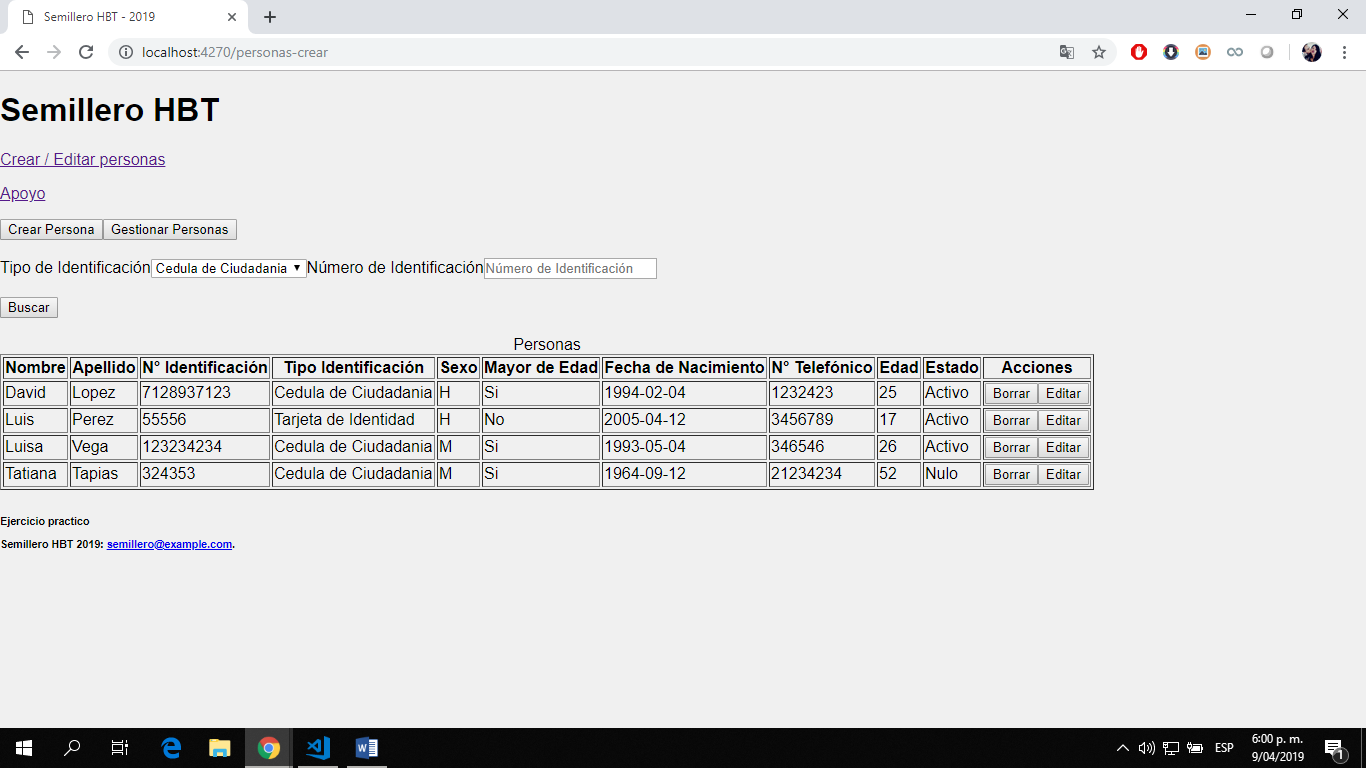 Semillero HBT - 2019
localhost:4270/personas-crear
Semillero HBT
Crear / Editar personas
Apoyo
Crear Persona Gestionar Personas
Tipo de Identificación Cedula de Ciudadania Número de Identificación Número de Identificación
Buscar
Personas
Nombre Apellido N° Identificación Tipo Identificación Sexo Mayor de Edad Fecha de Nacimiento N° Telefónico Edad Estado Acciones
David Lopez 7128937123 Cedula de Ciudadania H Si 1994-02-04 1232423 25 Activo Borrar Editar
Luis Perez 55556 Tarjeta de Identidad H No 2005-04-12 3456789 17 Activo Borrar Editar
Luisa Vega 123234234 Cedula de Ciudadania M Si 1993-05-04 346546 26 Activo Borrar Editar
Tatiana Tapias 324353 Cedula de Ciudadania M Si 1964-09-12 21234234 52 Nulo Borrar Editar
Ejercicio practico
Semillero HBT 2019: semillero@example.com.
ESP
6:00 p. m.
9/04/2019
1